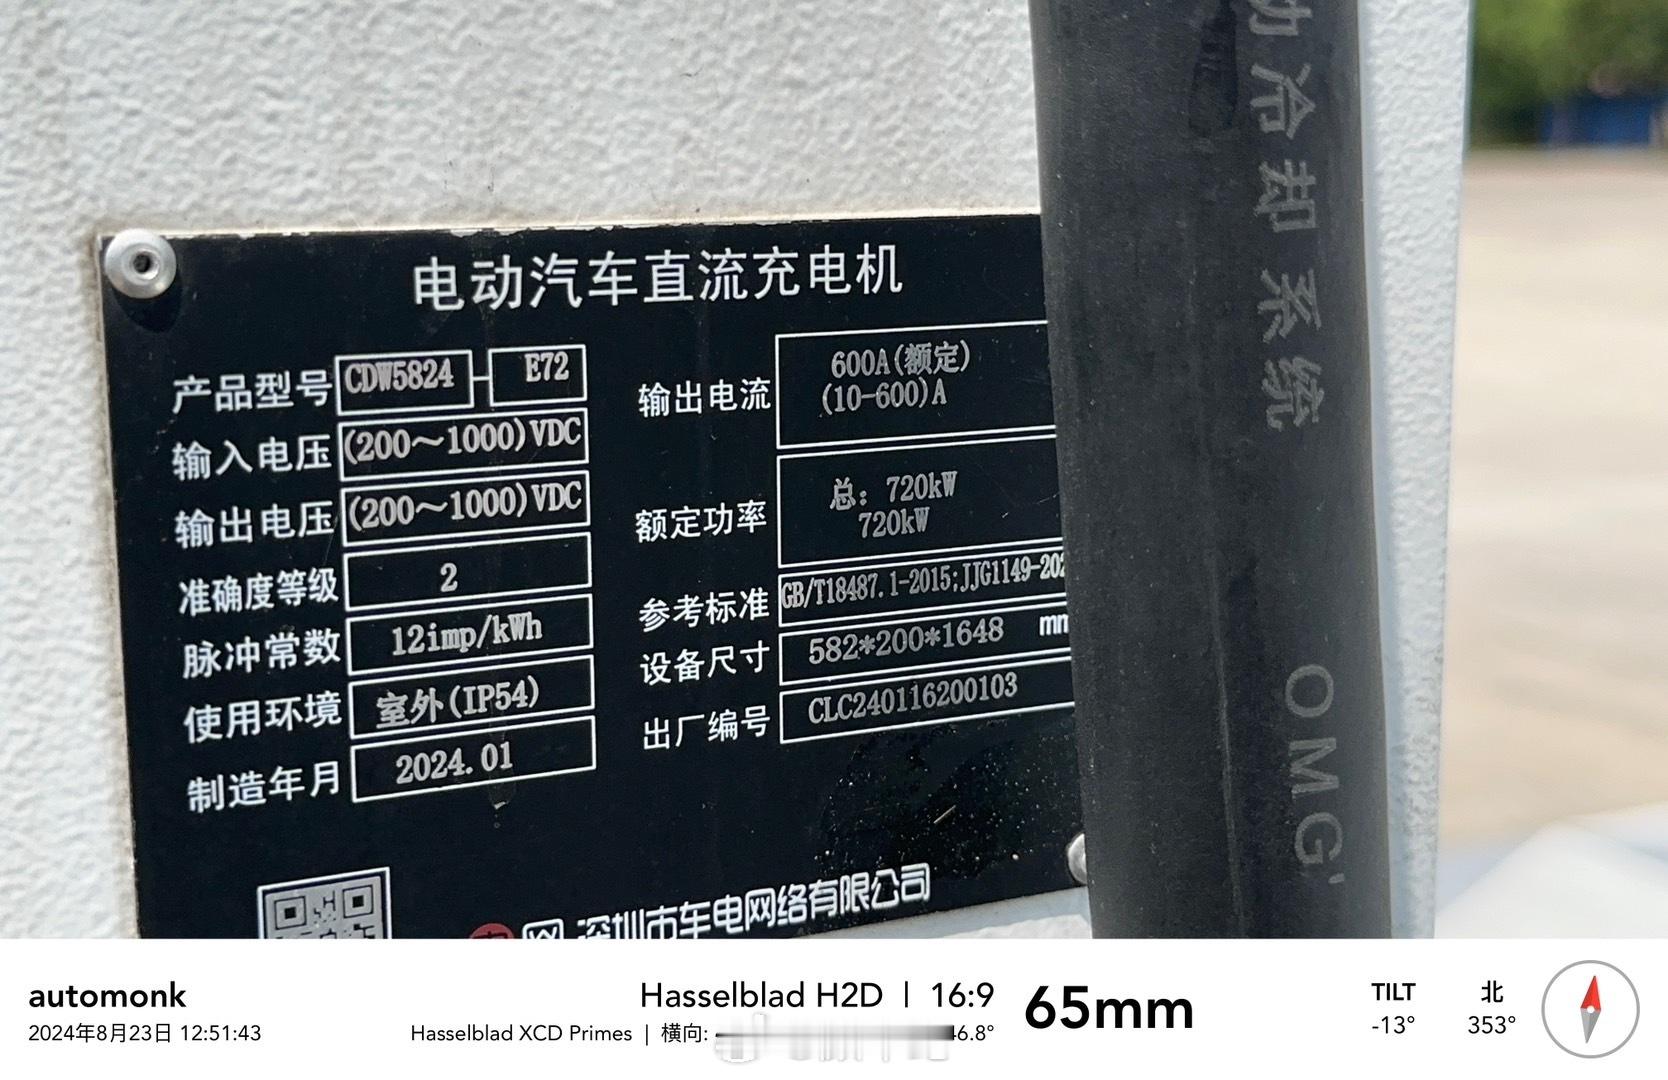 电动汽车直流充电机
产品型号 CDW5824 - E72
输入电压 (200～1000)VDC
输出电压 (200～1000)VDC
准确度等级 2
脉冲常数 12imp/kWh
使用环境 室外(IP54)
制造年月 2024.01
输出电流 600A(额定)
(10-600)A
额定功率 总: 720kW
720kW
参考标准 GB/T18487.1-2015;JJG1149-202
设备尺寸 582*200*1648 mm
出厂编号 CLC240116200103
深圳市车电网络有限公司
动冷却系统
OMG'
automonk
2024年8月23日 12:51:43
Hasselblad H2D | 16:9
Hasselblad XCD Primes | 横向:
6.8°
65mm
TILT
-13°
北
353°